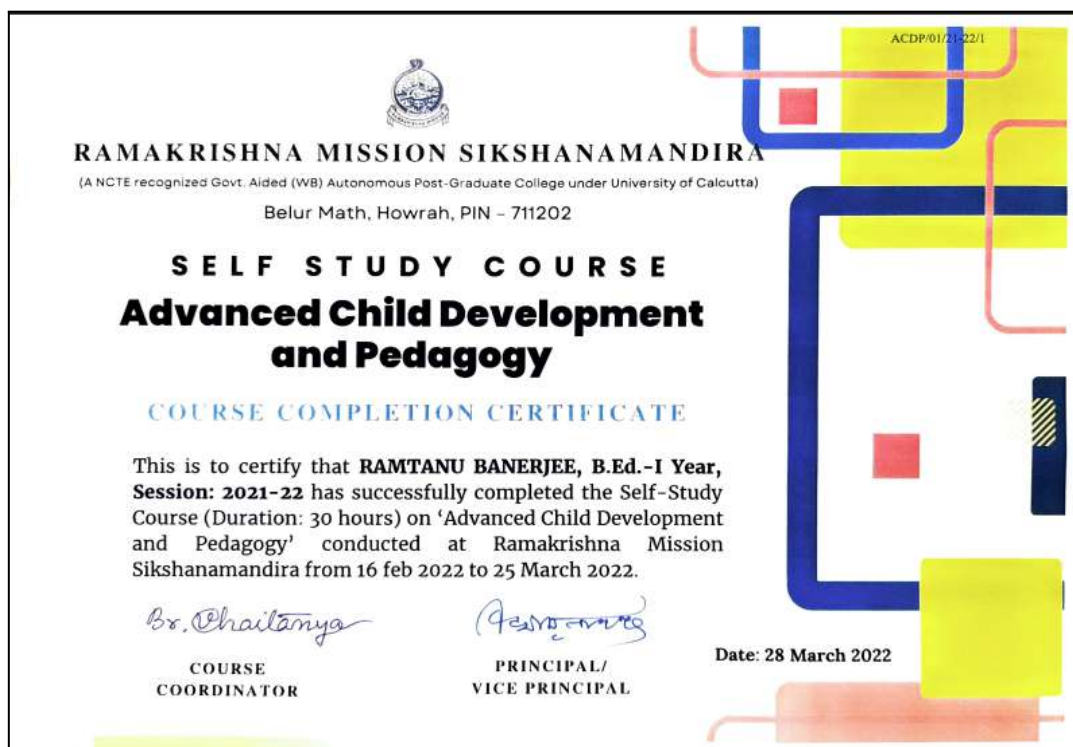 ACDP/01/21-22/1
RAMAKRISHNA MISSION
RAMAKRISHNA MISSION SIKSHANAMANDIRA
(A NCTE recognized Govt. Aided (WB) Autonomous Post-Graduate College under University of Calcutta)
Belur Math, Howrah, PIN – 711202
SELF STUDY COURSE
Advanced Child Development
and Pedagogy
COURSE COMPLETION CERTIFICATE
This is to certify that RAMTANU BANERJEE, B.Ed.-I Year,
Session: 2021-22 has successfully completed the Self-Study
Course (Duration: 30 hours) on ‘Advanced Child Development
and Pedagogy’ conducted at Ramakrishna Mission
Sikshanamandira from 16 feb 2022 to 25 March 2022.
Br. Chaitanya
COURSE
COORDINATOR
PRINCIPAL/
VICE PRINCIPAL
Date: 28 March 2022